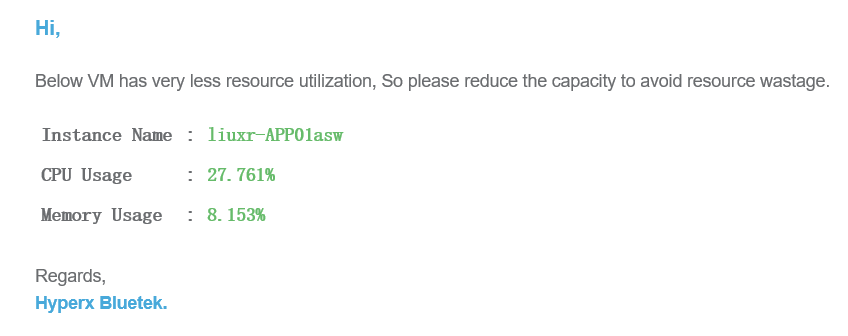 Hi,
Below VM has very less resource utilization, So please reduce the capacity to avoid resource wastage.
Instance Name : liuxr-APP01asw
CPU Usage : 27.761%
Memory Usage : 8.153%
Regards,
Hyperx Bluetek.